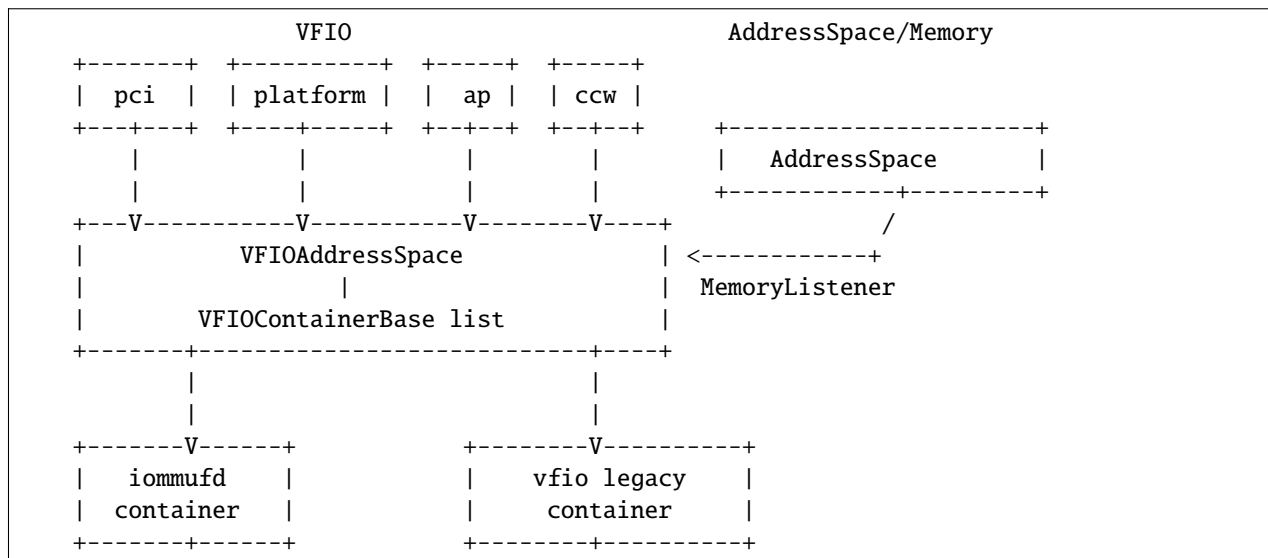 VFIO                           AddressSpace/Memory
    +-------+  +----------+  +-----+  +-----+
    |  pci  |  | platform |  |  ap |  | ccw |
    +---+---+  +----+-----+  +--+--+  +--+--+     +----------------------+
        |           |           |        |        |   AddressSpace       |
        |           |           |        |        +------------+---------+
    +---V-----------V-----------V--------V----+               /
    |           VFIOAddressSpace              | <------------+
    |                  |                      |  MemoryListener
    |        VFIOContainerBase list           |
    +-------+----------------------------+----+
            |                            |
            |                            |
    +-------V------+            +--------V----------+
    |   iommufd    |            |    vfio legacy    |
    |  container   |            |     container     |
    +-------+------+            +--------+----------+